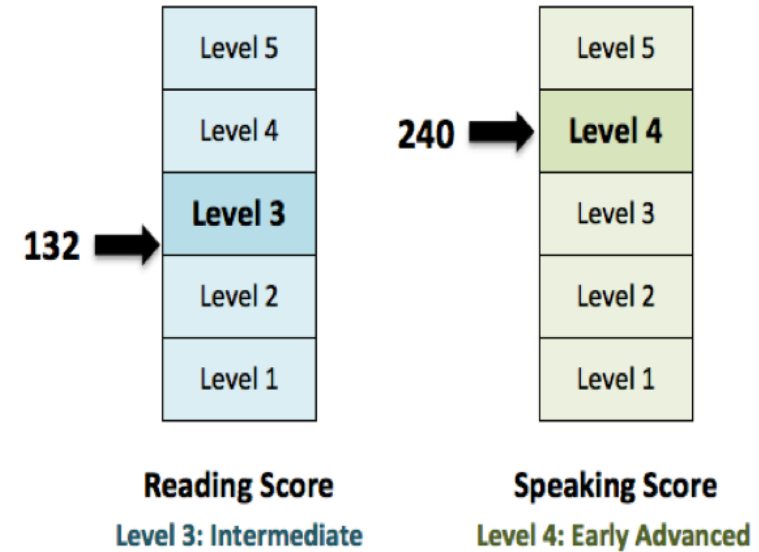 Level 5
Level 4
132
Level 3
Level 2
Level 1
Reading Score
Level 3: Intermediate
Level 5
240
Level 4
Level 3
Level 2
Level 1
Speaking Score
Level 4: Early Advanced